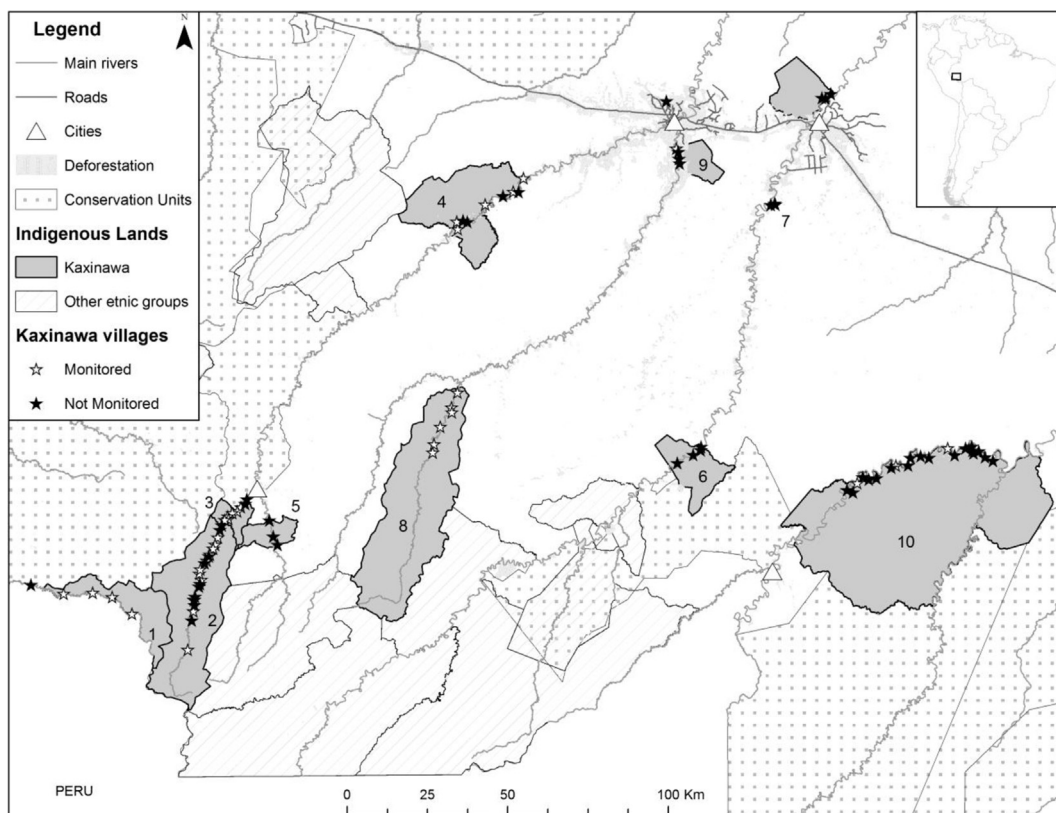 Legend
N
Main rivers
Roads
Cities
Deforestation
Conservation Units
Indigenous Lands
Kaxinawa
Other etnic groups
Kaxinawa villages
Monitored
Not Monitored
9
4
7
3
5
6
8
10
1
2
PERU
0 25 50 100 Km